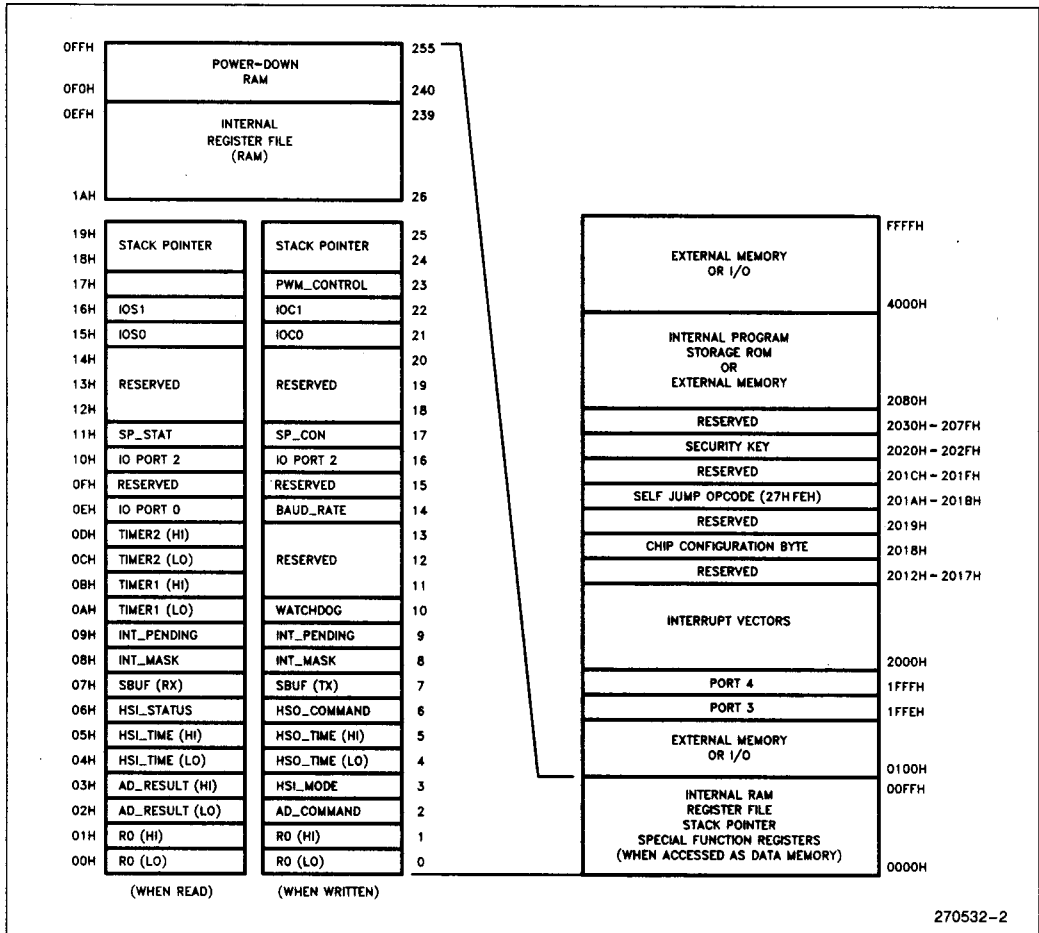 0FFH 255
POWER-DOWN
RAM
0F0H 240
0EFH 239
INTERNAL
REGISTER FILE
(RAM)
1AH 26
19H 25
STACK POINTER STACK POINTER
18H 24
17H PWM_CONTROL 23
16H IOS1 IOC1 22
15H IOS0 IOC0 21
14H 20
13H RESERVED RESERVED 19
12H 18
11H SP_STAT SP_CON 17
10H IO PORT 2 IO PORT 2 16
0FH RESERVED RESERVED 15
0EH IO PORT 0 BAUD_RATE 14
0DH TIMER2 (HI) 13
0CH TIMER2 (LO) RESERVED 12
0BH TIMER1 (HI) 11
0AH TIMER1 (LO) WATCHDOG 10
09H INT_PENDING INT_PENDING 9
08H INT_MASK INT_MASK 8
07H SBUF (RX) SBUF (TX) 7
06H HSI_STATUS HSO_COMMAND 6
05H HSI_TIME (HI) HSO_TIME (HI) 5
04H HSI_TIME (LO) HSO_TIME (LO) 4
03H AD_RESULT (HI) HSI_MODE 3
02H AD_RESULT (LO) AD_COMMAND 2
01H R0 (HI) R0 (HI) 1
00H R0 (LO) R0 (LO) 0
(WHEN READ) (WHEN WRITTEN)
FFFFH
EXTERNAL MEMORY
OR I/O
4000H
INTERNAL PROGRAM
STORAGE ROM
OR
EXTERNAL MEMORY
2080H
RESERVED 2030H - 207FH
SECURITY KEY 2020H - 202FH
RESERVED 201CH - 201FH
SELF JUMP OPCODE (27H FEH) 201AH - 201BH
RESERVED 2019H
CHIP CONFIGURATION BYTE 2018H
RESERVED 2012H - 2017H
INTERRUPT VECTORS
2000H
PORT 4 1FFFH
PORT 3 1FFEH
EXTERNAL MEMORY
OR I/O
0100H
00FFH
INTERNAL RAM
REGISTER FILE
STACK POINTER
SPECIAL FUNCTION REGISTERS
(WHEN ACCESSED AS DATA MEMORY)
0000H
270532-2